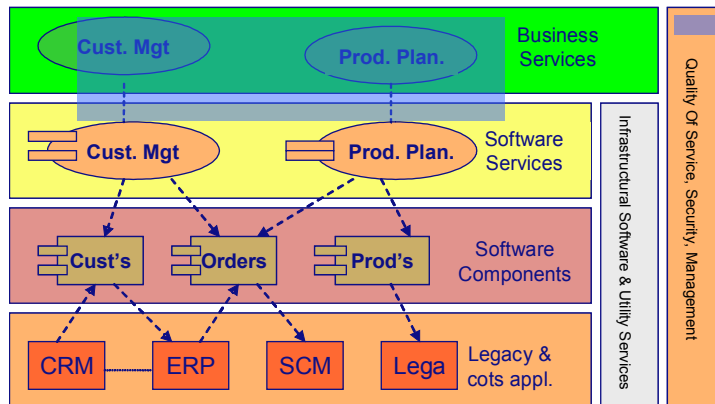 Cust. Mgt
Prod. Plan.
Business
Services
Cust. Mgt
Prod. Plan.
Software
Services
Cust's
Orders
Prod's
Software
Components
CRM
ERP
SCM
Lega
Legacy &
cots appl.
Infrastructural Software & Utility Services
Quality Of Service, Security, Management